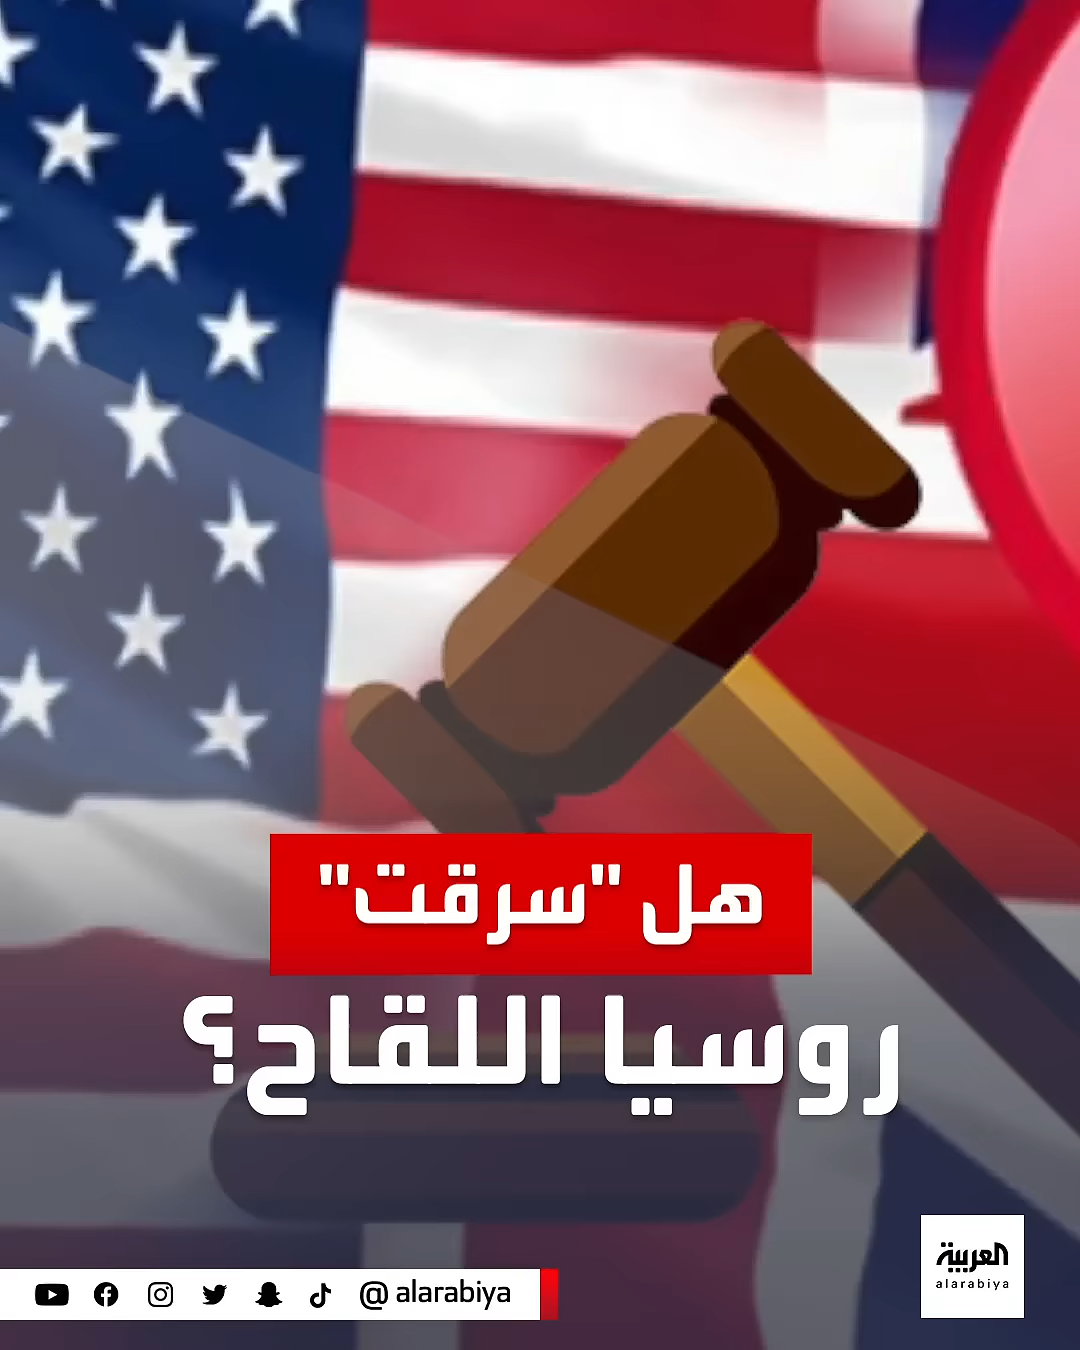 هل "سرقت"
روسيا اللقاح؟
العربية
alarabiya
@alarabiya